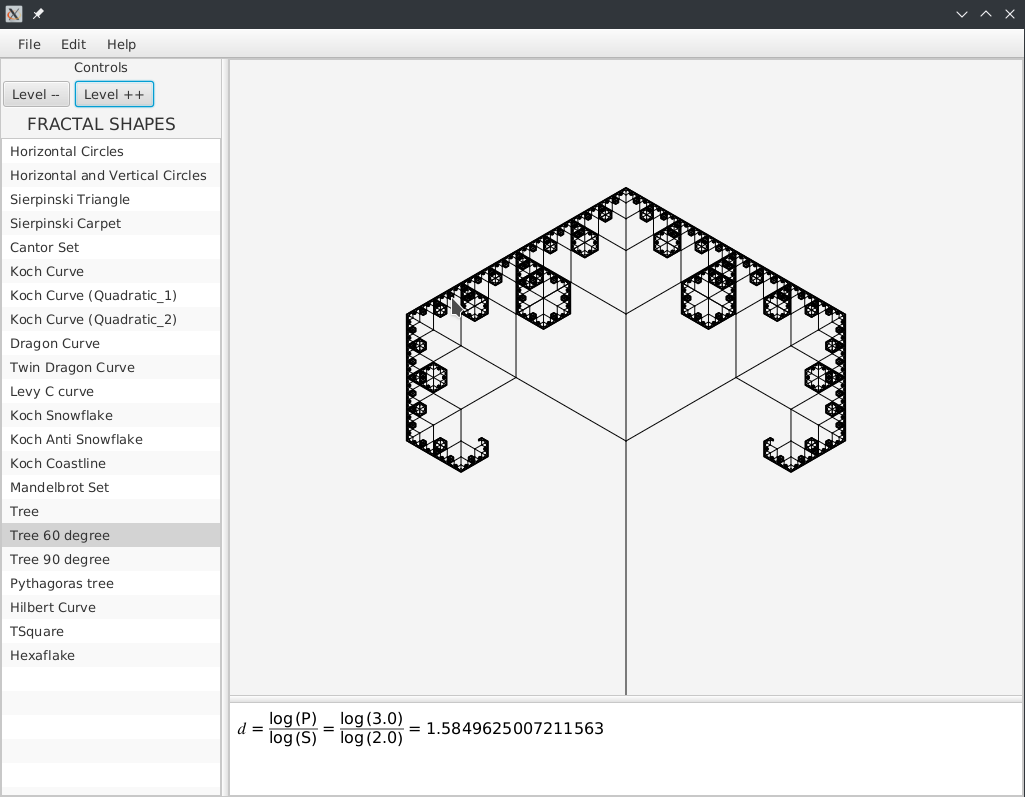 File Edit Help
Controls
Level -- Level ++
FRACTAL SHAPES
Horizontal Circles
Horizontal and Vertical Circles
Sierpinski Triangle
Sierpinski Carpet
Cantor Set
Koch Curve
Koch Curve (Quadratic_1)
Koch Curve (Quadratic_2)
Dragon Curve
Twin Dragon Curve
Levy C curve
Koch Snowflake
Koch Anti Snowflake
Koch Coastline
Mandelbrot Set
Tree
Tree 60 degree
Tree 90 degree
Pythagoras tree
Hilbert Curve
TSquare
Hexaflake
d = log(P)/log(S) = log(3.0)/log(2.0) = 1.5849625007211563